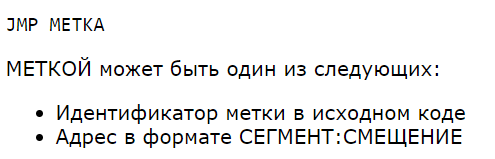 JMP МЕТКА
МЕТКОЙ может быть один из следующих:
• Идентификатор метки в исходном коде
• Адрес в формате СЕГМЕНТ:СМЕЩЕНИЕ